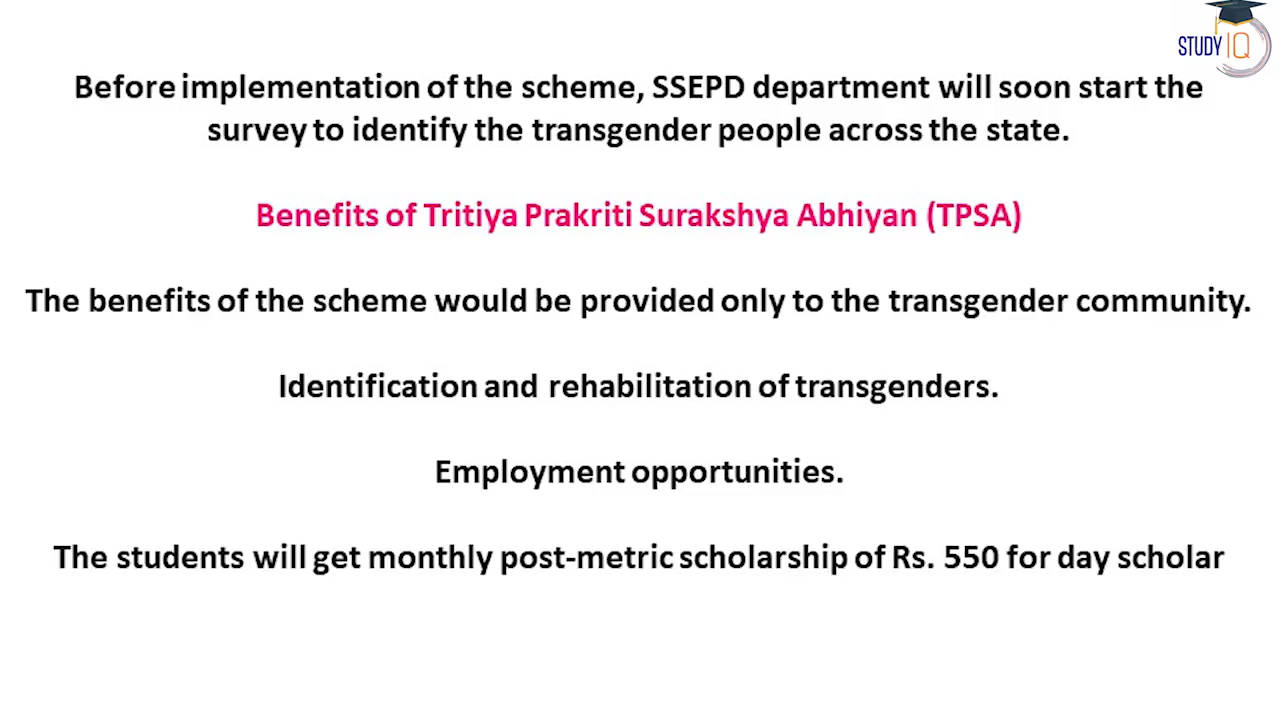 STUDY IQ
Before implementation of the scheme, SSEPD department will soon start the
survey to identify the transgender people across the state.
Benefits of Tritiya Prakriti Surakshya Abhiyan (TPSA)
The benefits of the scheme would be provided only to the transgender community.
Identification and rehabilitation of transgenders.
Employment opportunities.
The students will get monthly post-metric scholarship of Rs. 550 for day scholar